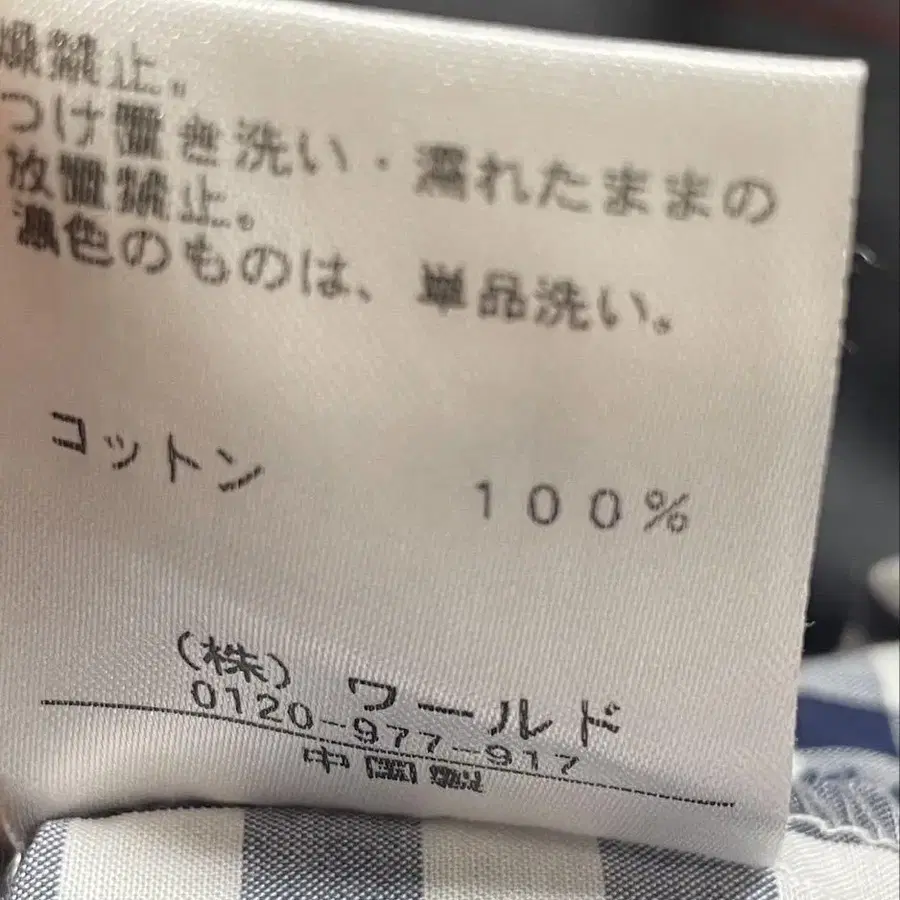 燥禁止。
つけ置き洗い・濡れたままの
放置禁止。
濃色のものは、単品洗い。
コットン 100%
(株) ワールド
0120-977-917
中国製